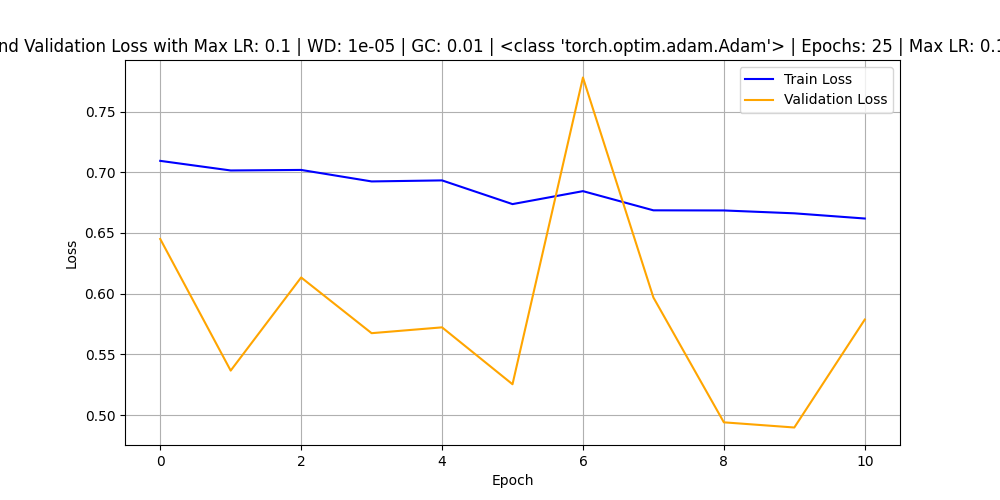 nd Validation Loss with Max LR: 0.1 | WD: 1e-05 | GC: 0.01 | <class 'torch.optim.adam.Adam'> | Epochs: 25 | Max LR: 0.1
Train Loss
Validation Loss
0.75
0.70
0.65
0.60
0.55
0.50
Loss
0 2 4 6 8 10
Epoch